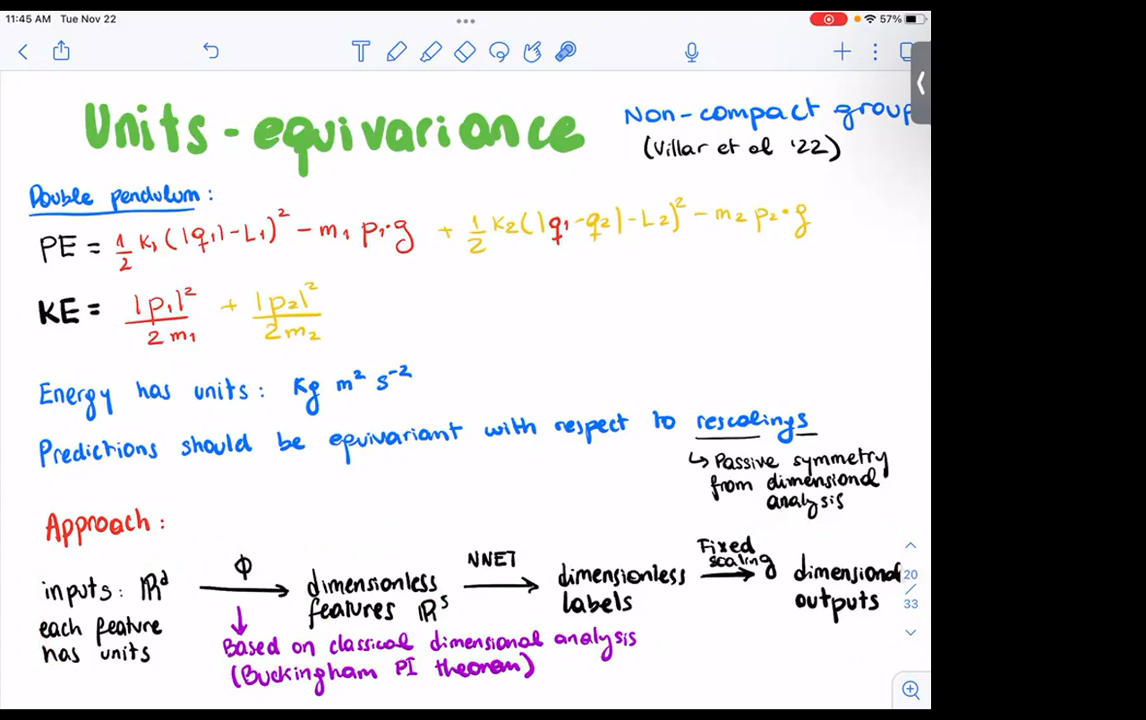 11:45 AM Tue Nov 22
57%
Units-equivariance
Non-compact group
(Villar et al '22)
Double pendulum:
PE = 1/2 k₁(|q₁|-L₁)² - m₁ p₁·g + 1/2 k₂(|q₁-q₂|-L₂)² - m₂ p₂·g
KE = |p₁|²/2m₁ + |p₂|²/2m₂
Energy has units: Kg m² s⁻²
Predictions should be equivariant with respect to rescalings
↳ Passive symmetry
from dimensional
analysis
Approach:
inputs: ℝᵈ
each feature
has units
Φ
dimensionless
features ℝˢ
NNET
dimensionless
labels
Fixed
scaling
dimensional
outputs
Based on classical dimensional analysis
(Buckingham PI theorem)
20
/
33